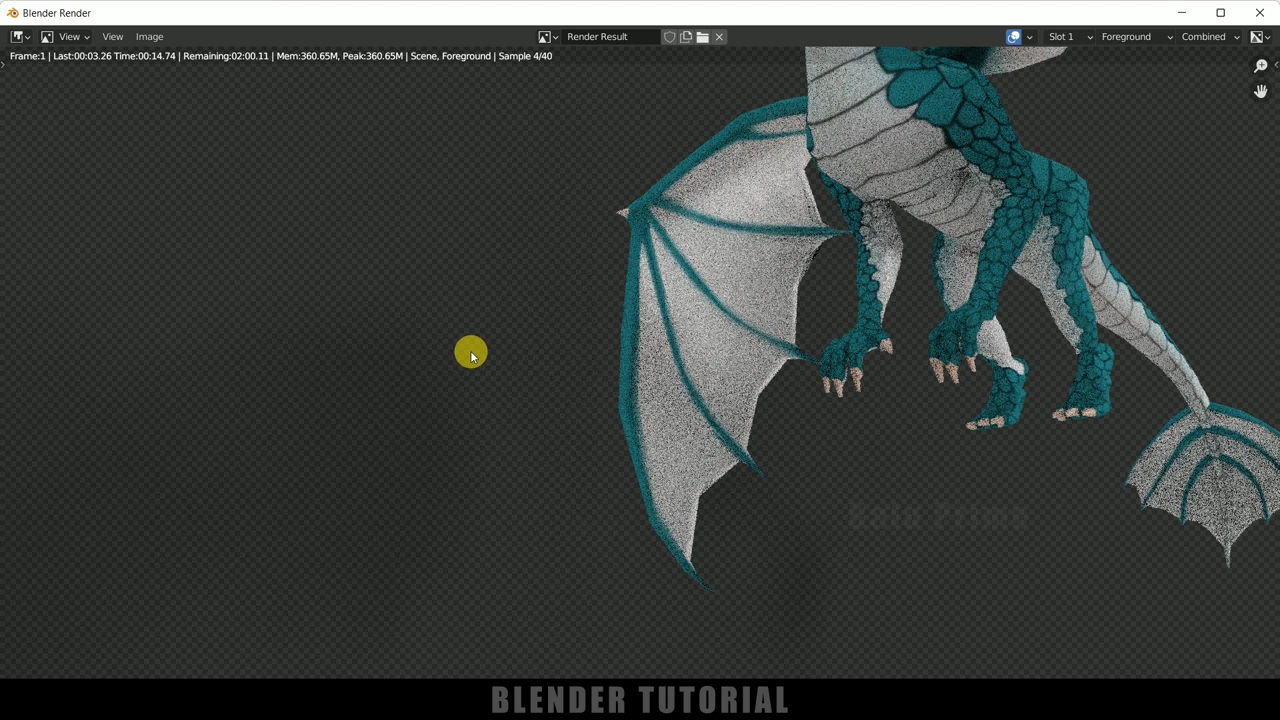 Blender Render
View View Image Render Result Slot 1 Foreground Combined
Frame:1 | Last:00:03.26 Time:00:14.74 | Remaining:02:00.11 | Mem:360.65M, Peak:360.65M | Scene, Foreground | Sample 4/40
BLENDER TUTORIAL